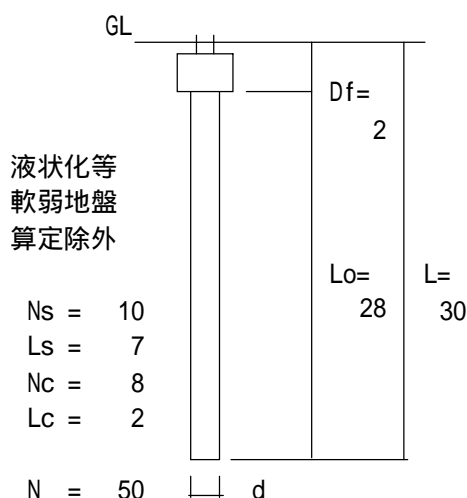 GL
Df=
2
液状化等
軟弱地盤
算定除外
Lo= L=
28 30
Ns = 10
Ls = 7
Nc = 8
Lc = 2
N = 50 d